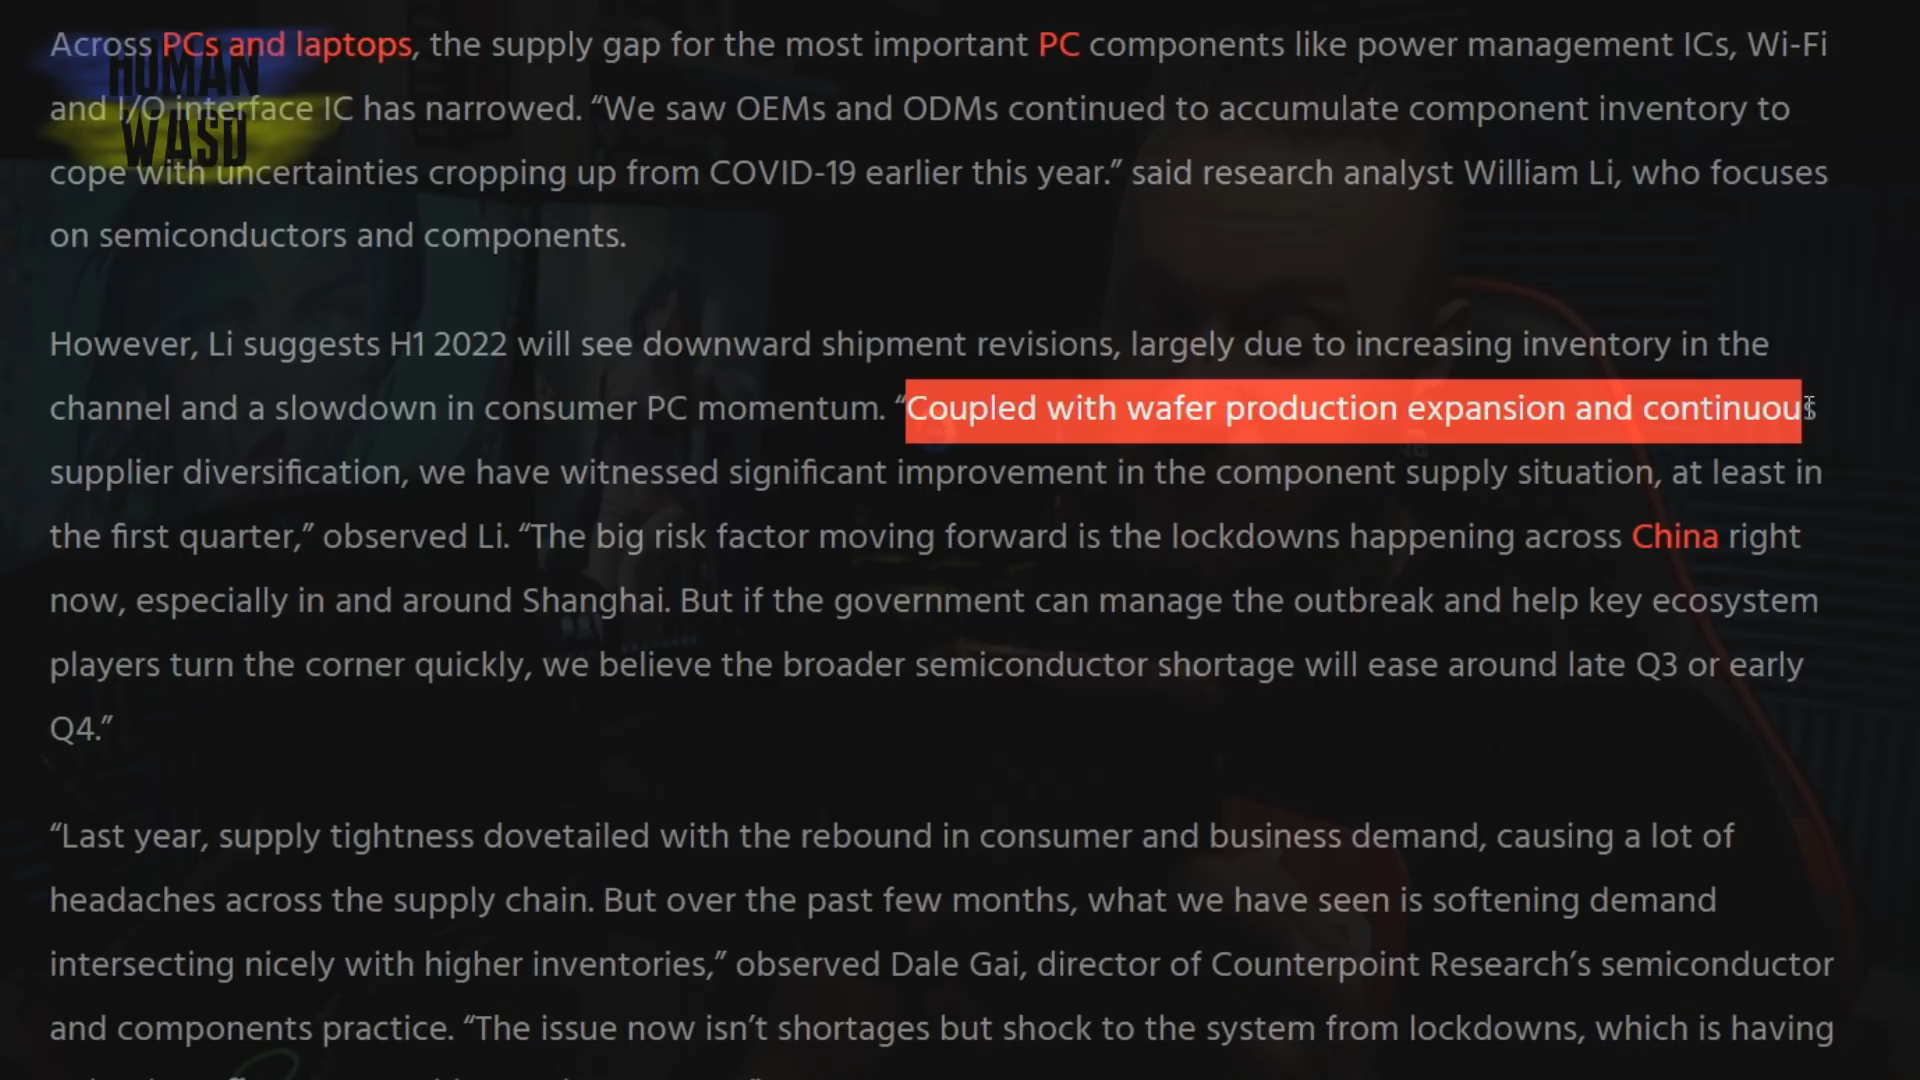 Across PCs and laptops, the supply gap for the most important PC components like power management ICs, Wi-Fi
and I/O interface IC has narrowed. “We saw OEMs and ODMs continued to accumulate component inventory to
cope with uncertainties cropping up from COVID-19 earlier this year.” said research analyst William Li, who focuses
on semiconductors and components.
However, Li suggests H1 2022 will see downward shipment revisions, largely due to increasing inventory in the
channel and a slowdown in consumer PC momentum. “Coupled with wafer production expansion and continuous
supplier diversification, we have witnessed significant improvement in the component supply situation, at least in
the first quarter,” observed Li. “The big risk factor moving forward is the lockdowns happening across China right
now, especially in and around Shanghai. But if the government can manage the outbreak and help key ecosystem
players turn the corner quickly, we believe the broader semiconductor shortage will ease around late Q3 or early
Q4.”
“Last year, supply tightness dovetailed with the rebound in consumer and business demand, causing a lot of
headaches across the supply chain. But over the past few months, what we have seen is softening demand
intersecting nicely with higher inventories,” observed Dale Gai, director of Counterpoint Research’s semiconductor
and components practice. “The issue now isn’t shortages but shock to the system from lockdowns, which is having
HUMAN
WASD